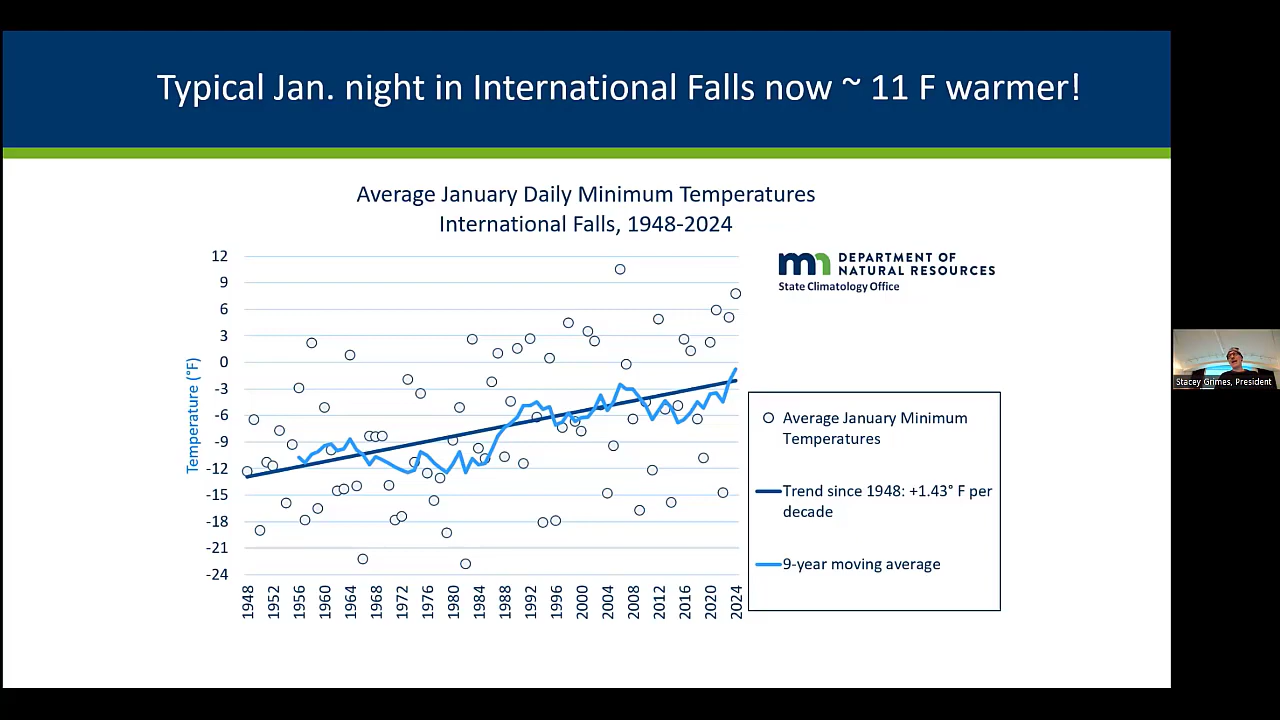 Typical Jan. night in International Falls now ~ 11 F warmer!
Average January Daily Minimum Temperatures
International Falls, 1948-2024
mn DEPARTMENT OF
NATURAL RESOURCES
State Climatology Office
Temperature (°F)
12
9
6
3
0
-3
-6
-9
-12
-15
-18
-21
-24
1948
1952
1956
1960
1964
1968
1972
1976
1980
1984
1988
1992
1996
2000
2004
2008
2012
2016
2020
2024
Average January Minimum
Temperatures
Trend since 1948: +1.43° F per
decade
9-year moving average
Stacey Grimes, President